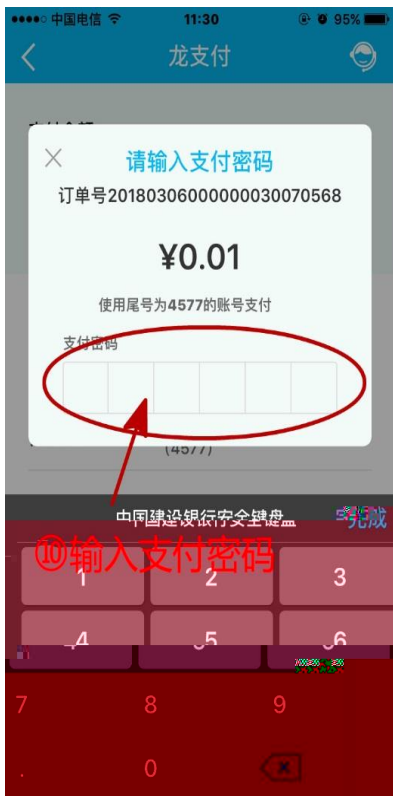 中国电信 11:30 95%
龙支付
请输入支付密码
订单号20180306000000030070568
¥0.01
使用尾号为4577的账号支付
支付密码
(4577)
中国建设银行安全键盘 完成
⑩输入支付密码
1 2 3
4 5 6
7 8 9
. 0